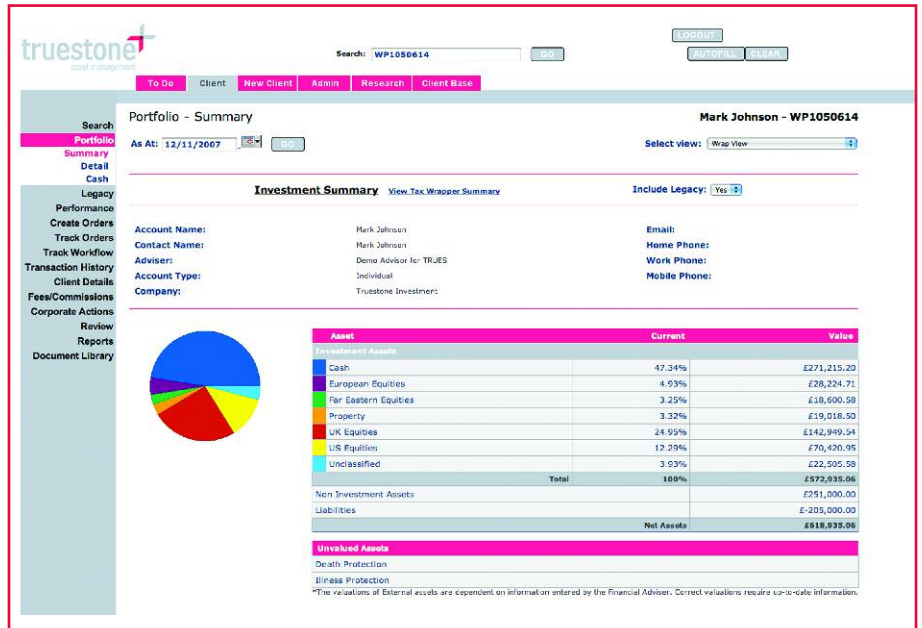 truestone
asset management
Search: WP1050614 GO
LOGOUT
AUTOFILL CLEAR
To Do Client New Client Admin Research Client Base
Search
Portfolio
Summary
Detail
Cash
Legacy
Performance
Create Orders
Track Orders
Track Workflow
Transaction History
Client Details
Fees/Commissions
Corporate Actions
Review
Reports
Document Library
Portfolio - Summary
Mark Johnson - WP1050614
As At: 12/11/2007 GO
Select view: Wrap View
Investment Summary View Tax Wrapper Summary
Include Legacy: Yes
Account Name: Mark Johnson Email:
Contact Name: Mark Johnson Home Phone:
Adviser: Demo Advisor for TRUES Work Phone:
Account Type: Individual Mobile Phone:
Company: Truestone Investment
Asset Current Value
Investment Assets
Cash 47.34% £271,215.20
European Equities 4.93% £28,224.71
Far Eastern Equities 3.25% £18,600.58
Property 3.32% £19,018.50
UK Equities 24.95% £142,949.54
US Equities 12.29% £70,420.95
Unclassified 3.93% £22,505.58
Total 100% £572,935.06
Non Investment Assets £251,000.00
Liabilities £-205,000.00
Net Assets £618,935.06
Unvalued Assets
Death Protection
Illness Protection
*The valuations of External assets are dependent on information entered by the Financial Adviser. Correct valuations require up-to-date information.